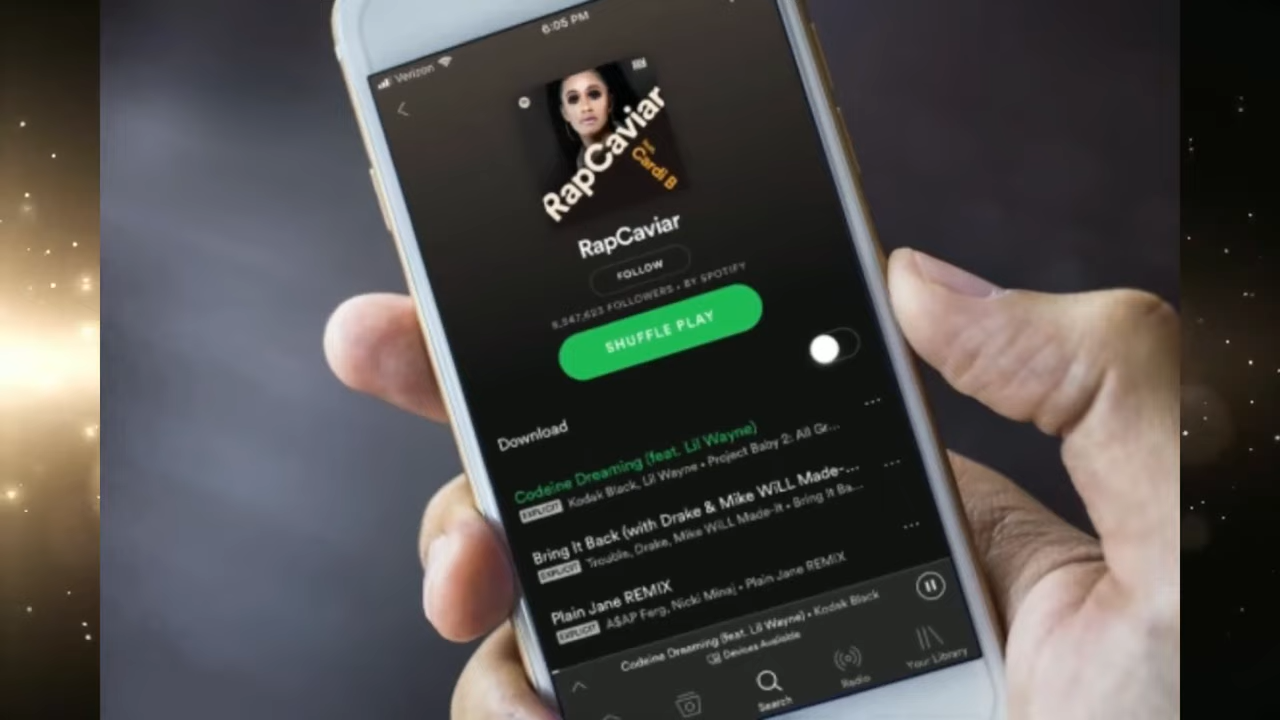 6:05 PM
Verizon
RapCaviar
Cardi B
RapCaviar
FOLLOW
FOLLOWERS • BY SPOTIFY
SHUFFLE PLAY
Download
Codeine Dreaming (feat. Lil Wayne)
EXPLICIT Kodak Black, Lil Wayne • Project Baby 2: All Gr...
Bring It Back (with Drake & Mike WiLL Made-...
EXPLICIT Trouble, Drake, Mike WiLL Made-It • Bring It Ba...
Plain Jane REMIX
EXPLICIT A$AP Ferg, Nicki Minaj • Plain Jane REMIX
Codeine Dreaming (feat. Lil Wayne) • Kodak Black
Devices Available
Search
Radio
Your Library